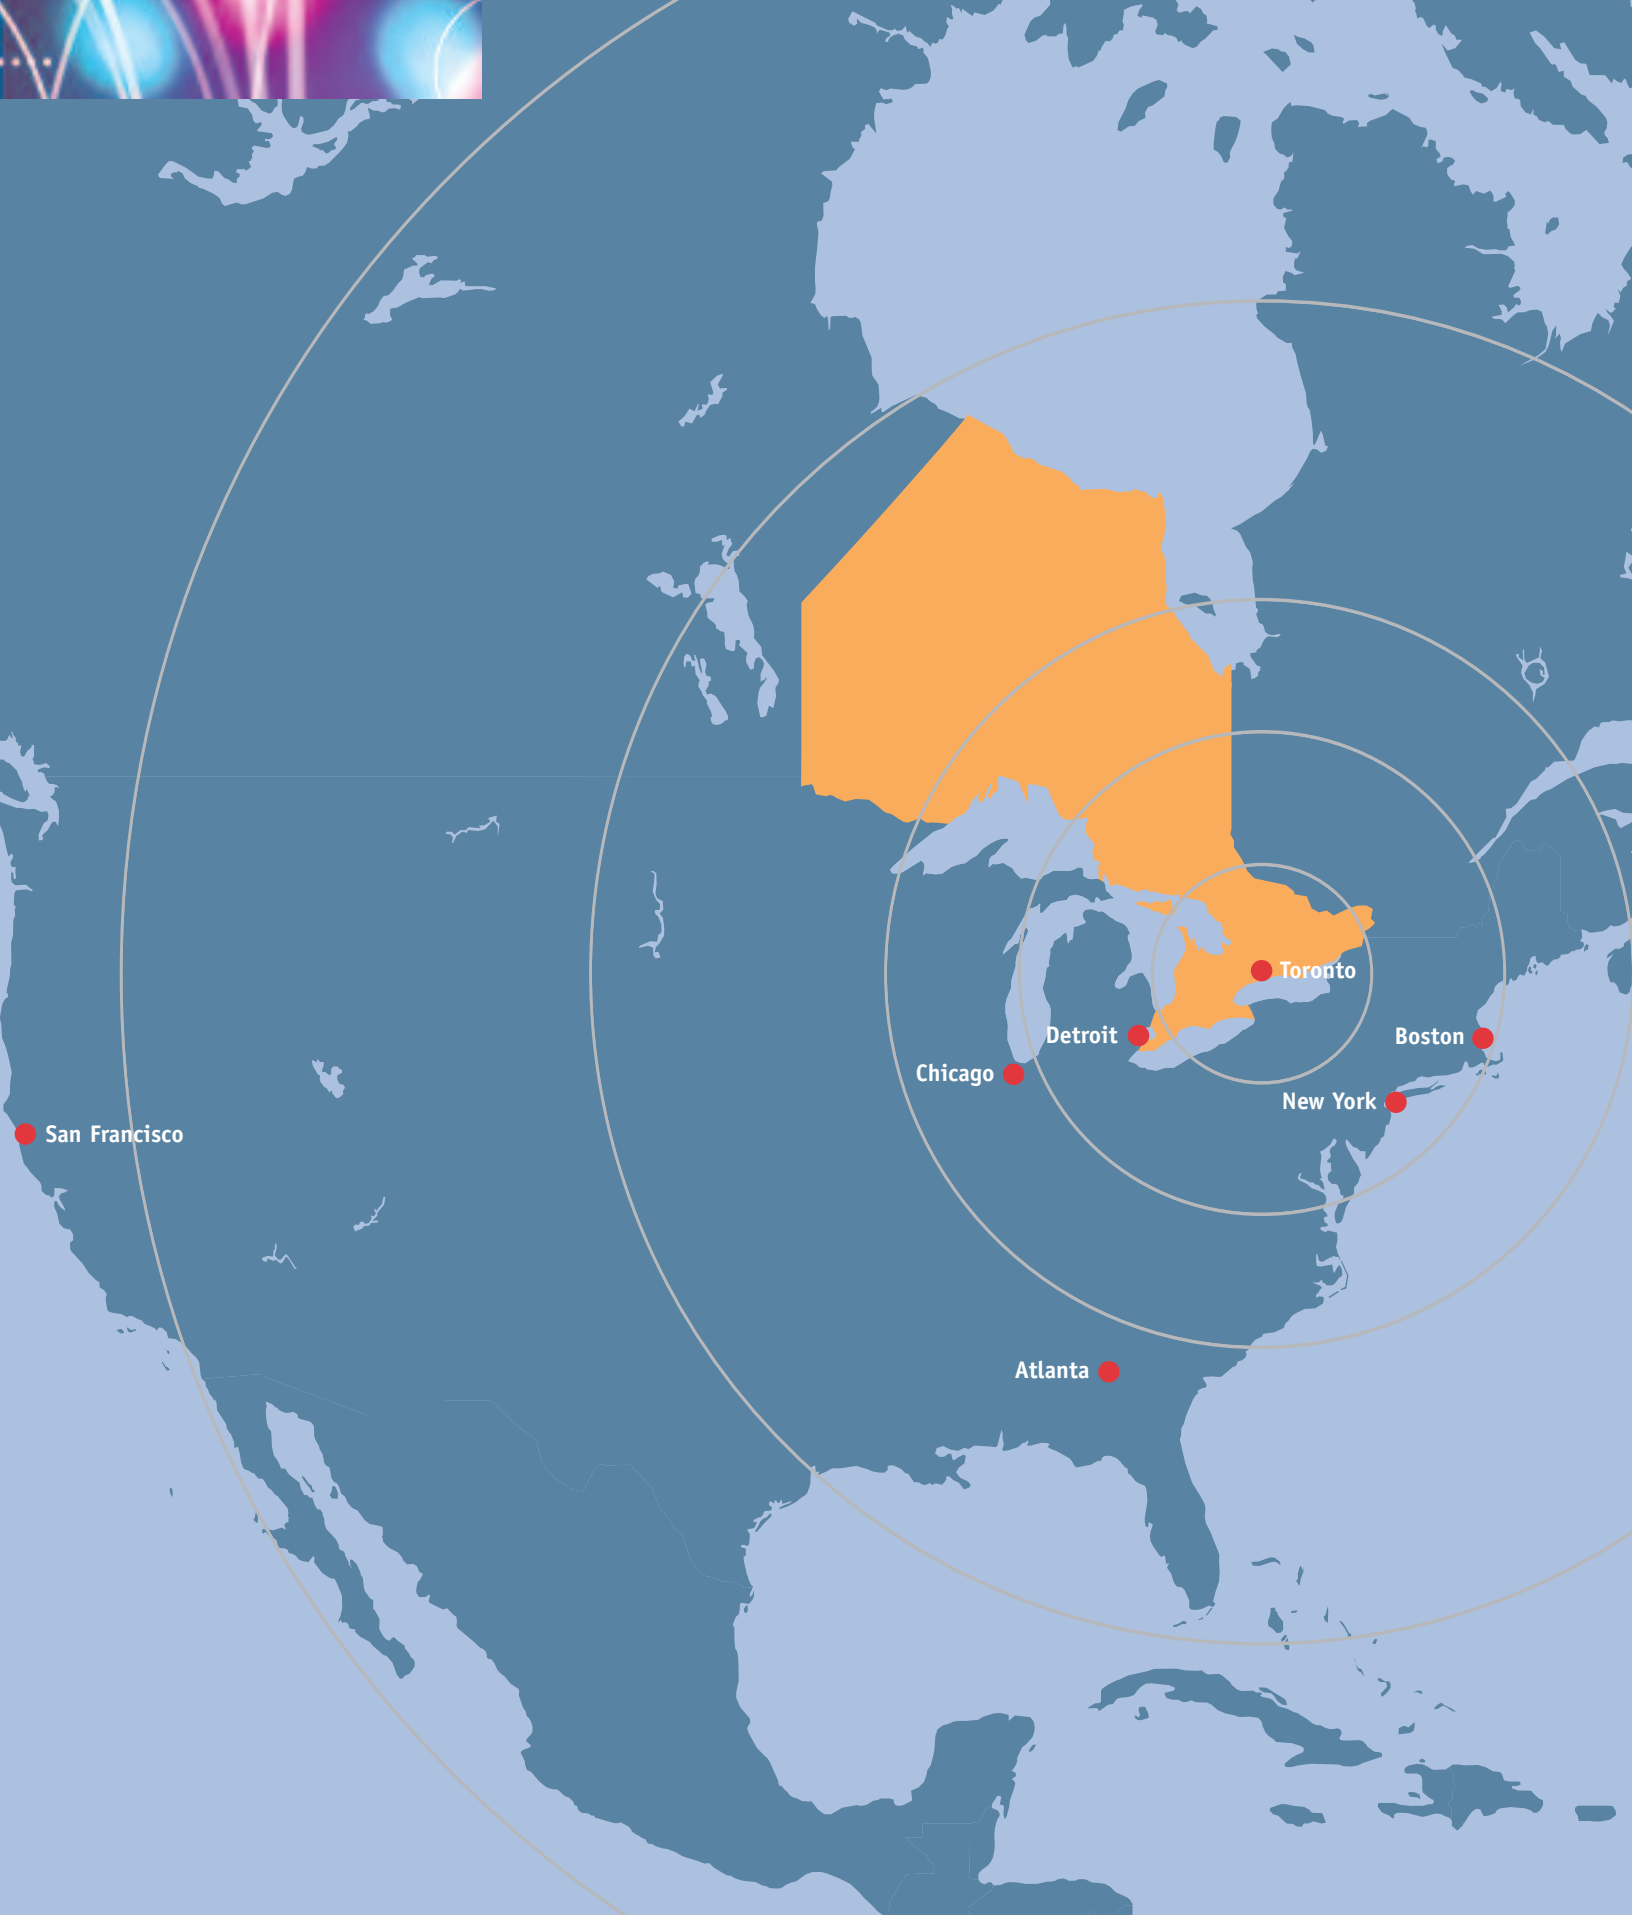 Toronto
Detroit
Boston
Chicago
New York
San Francisco
Atlanta